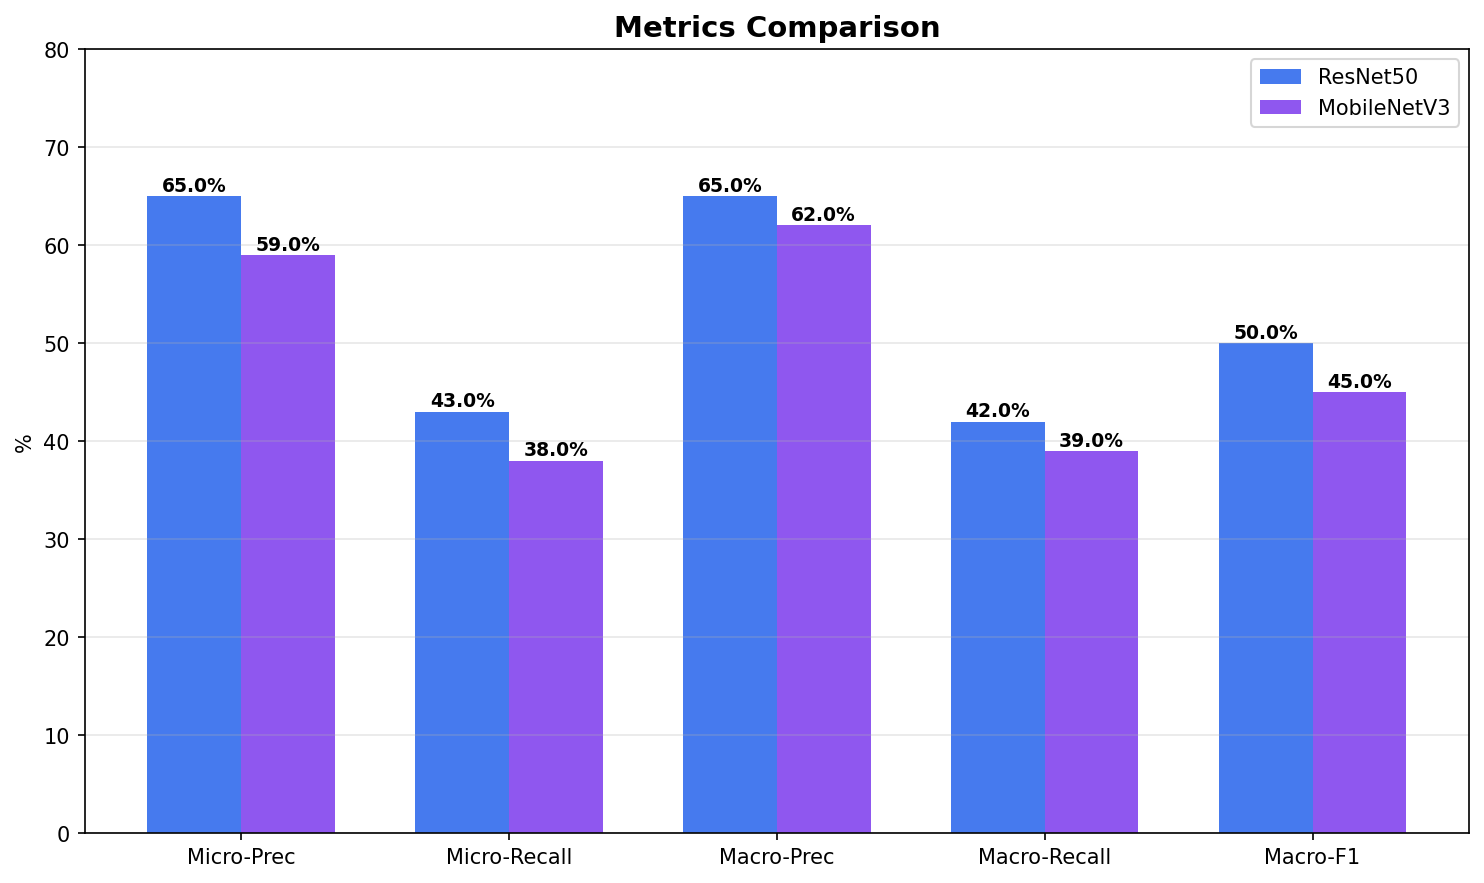 Metrics Comparison
80
70
60
50
40
30
20
10
0
%
ResNet50
MobileNetV3
65.0%
59.0%
43.0%
38.0%
65.0%
62.0%
42.0%
39.0%
50.0%
45.0%
Micro-Prec
Micro-Recall
Macro-Prec
Macro-Recall
Macro-F1